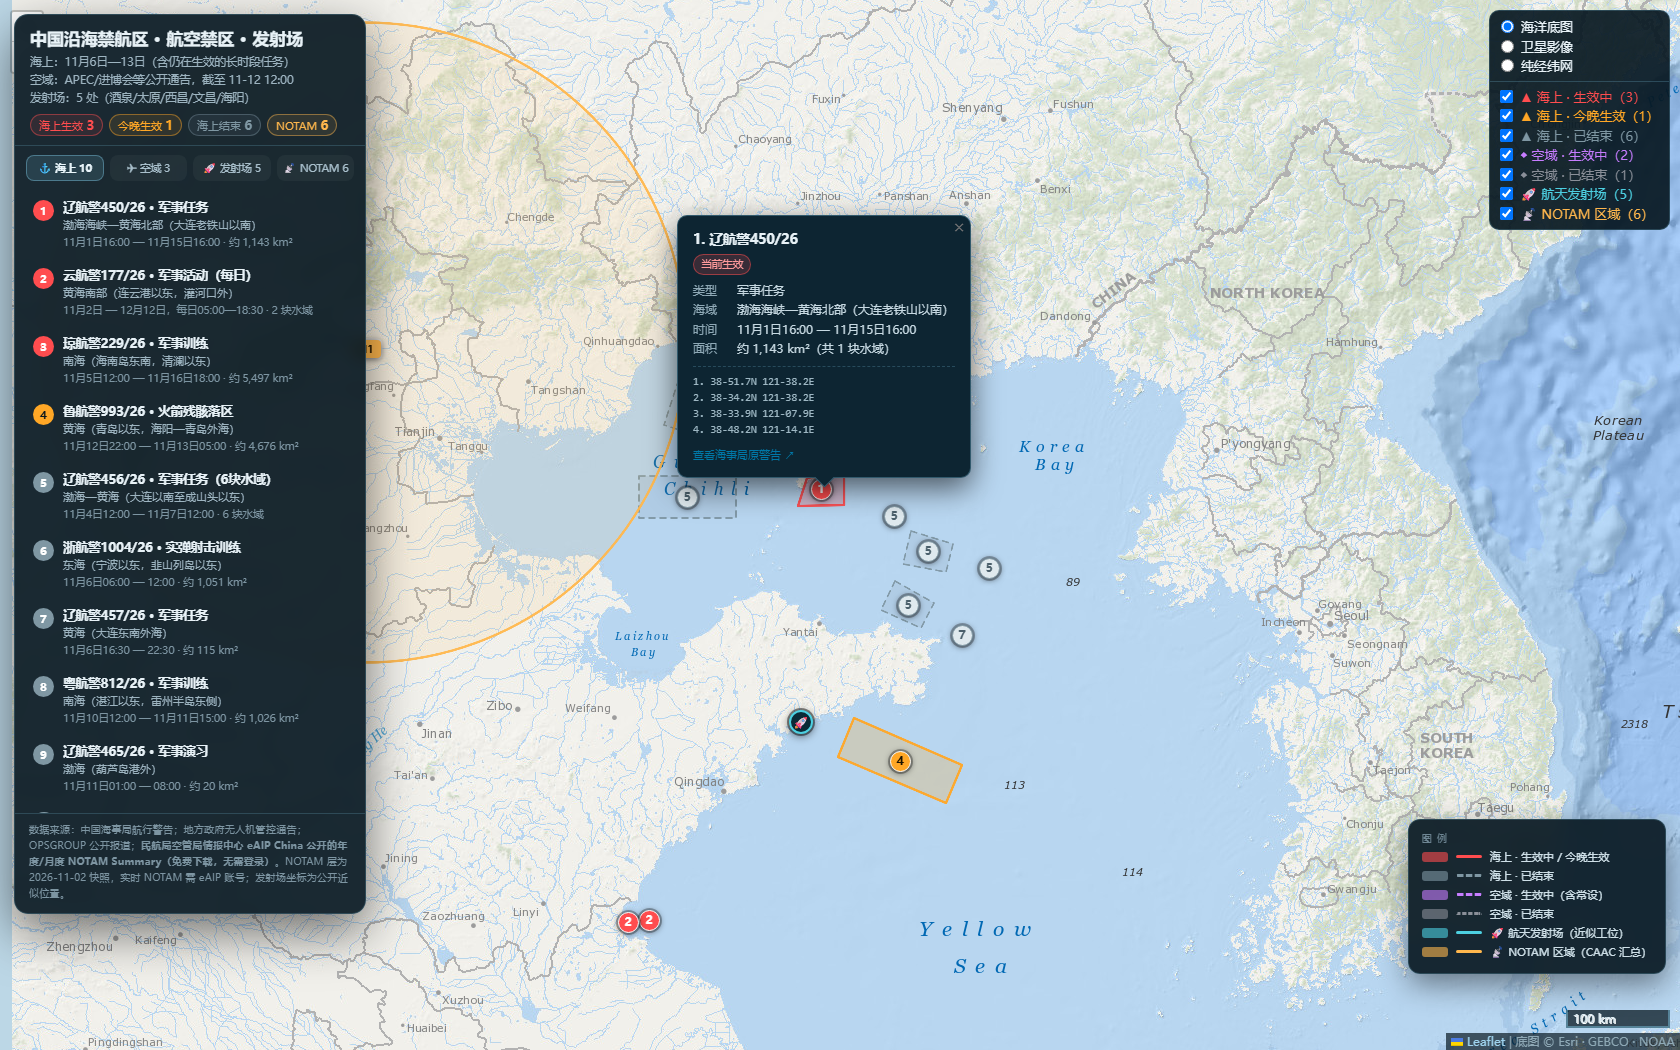 中国沿海禁航区 • 航空禁区 • 发射场
海上：11月6日—13日（含仍在生效的长时段任务）
空域：APEC/进博会等公开通告，截至 11-12 12:00
发射场：5 处（酒泉/太原/西昌/文昌/海阳）
海上生效 3
今晚生效 1
海上结束 6
NOTAM 6
海上 10
空域 3
发射场 5
NOTAM 6
1
辽航警450/26 • 军事任务
渤海海峡—黄海北部（大连老铁山以南）
11月1日16:00 — 11月15日16:00 · 约 1,143 km²
2
云航警177/26 • 军事活动（每日）
黄海南部（连云港以东，灌河口外）
11月2日 — 12月12日，每日05:00—18:30 · 2 块水域
3
琼航警229/26 • 军事训练
南海（海南岛东南，清澜以东）
11月5日12:00 — 11月16日18:00 · 约 5,497 km²
4
鲁航警993/26 • 火箭残骸落区
黄海（青岛以东，海阳—青岛外海）
11月12日22:00 — 11月13日05:00 · 约 4,676 km²
5
辽航警456/26 • 军事任务（6块水域）
渤海—黄海（大连以南至成山头以东）
11月4日12:00 — 11月7日12:00 · 6 块水域
6
浙航警1004/26 • 实弹射击训练
东海（宁波以东，韭山列岛以东）
11月6日06:00 — 12:00 · 约 1,051 km²
7
辽航警457/26 • 军事任务
黄海（大连东南外海）
11月6日16:30 — 22:30 · 约 115 km²
8
粤航警812/26 • 军事训练
南海（湛江以东，雷州半岛东侧）
11月10日12:00 — 11月11日15:00 · 约 1,026 km²
9
辽航警465/26 • 军事演习
渤海（葫芦岛港外）
11月11日01:00 — 08:00 · 约 20 km²
数据来源：中国海事局航行警告；地方政府无人机管控通告；
OPSGROUP 公开报道；民航局空管局情报中心 eAIP China 公开的年
度/月度 NOTAM Summary（免费下载，无需登录）。NOTAM 层为
2026-11-02 快照，实时 NOTAM 需 eAIP 账号；发射场坐标为公开近
似位置。
1. 辽航警450/26
×
当前生效
类型 军事任务
海域 渤海海峡—黄海北部（大连老铁山以南）
时间 11月1日16:00 — 11月15日16:00
面积 约 1,143 km²（共 1 块水域）
1. 38-51.7N 121-38.2E
2. 38-34.2N 121-38.2E
3. 38-33.9N 121-07.9E
4. 38-48.2N 121-14.1E
查看海事局原警告 ↗
海洋底图
卫星影像
纯经纬网
▲ 海上 · 生效中（3）
▲ 海上 · 今晚生效（1）
▲ 海上 · 已结束（6）
◆ 空域 · 生效中（2）
◆ 空域 · 已结束（1）
航天发射场（5）
NOTAM 区域（6）
Fuxin
Shenyang
Fushun
Chaoyang
Jinzhou
Panshan
Anshan
Benxi
Chengde
CHINA
NORTH KOREA
Dandong
Qinhuangdao
Hamhung
Tangshan
Tianjin
Tanggu
Korean
Plateau
P'yongyang
Korea
Bay
Chihli
1
5
5
5
5
5
7
89
Goyang
Seoul
Incheon
Seongnam
Suwon
Yantai
Laizhou
Bay
Zibo
Weifang
Jinan
Tai'an
Qingdao
4
113
2318
SOUTH
KOREA
Taejon
Pohang
Taegu
Chonju
114
Gwangju
Jining
Linyi
Zaozhuang
2
2
Yellow
Sea
Zhengzhou
Kaifeng
Xuzhou
Huaibei
Pingdingshan
Strait
图 例
海上 · 生效中 / 今晚生效
海上 · 已结束
空域 · 生效中（含常设）
空域 · 已结束
航天发射场（近似工位）
NOTAM 区域（CAAC 汇总）
100 km
Leaflet | 底图 © Esri · GEBCO · NOAA